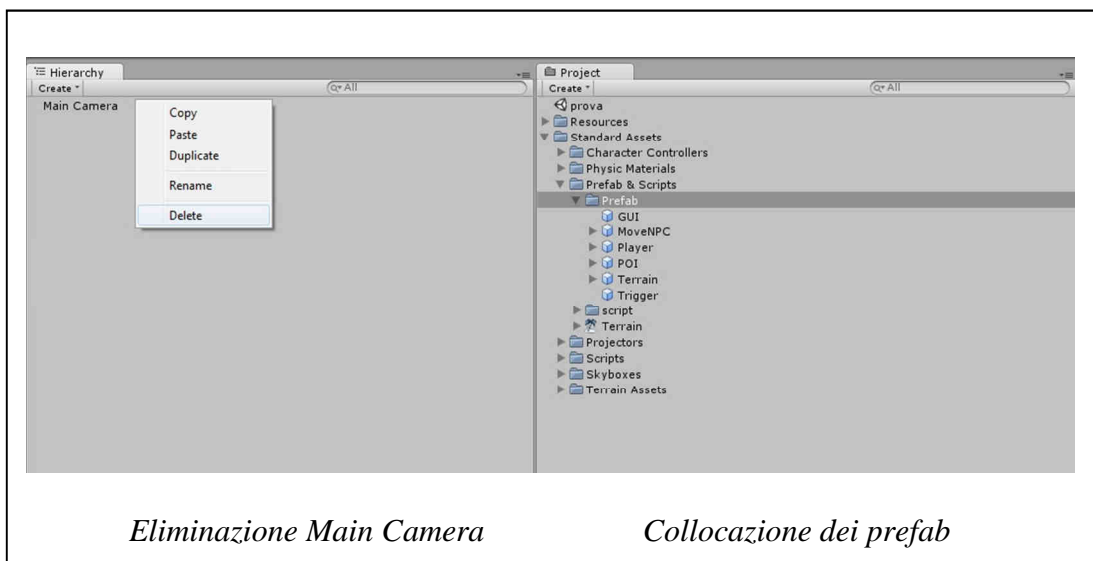 Hierarchy
Create
All
Main Camera
Copy
Paste
Duplicate
Rename
Delete
Project
Create
All
prova
Resources
Standard Assets
Character Controllers
Physic Materials
Prefab & Scripts
Prefab
GUI
MoveNPC
Player
POI
Terrain
Trigger
script
Terrain
Projectors
Scripts
Skyboxes
Terrain Assets
Eliminazione Main Camera
Collocazione dei prefab